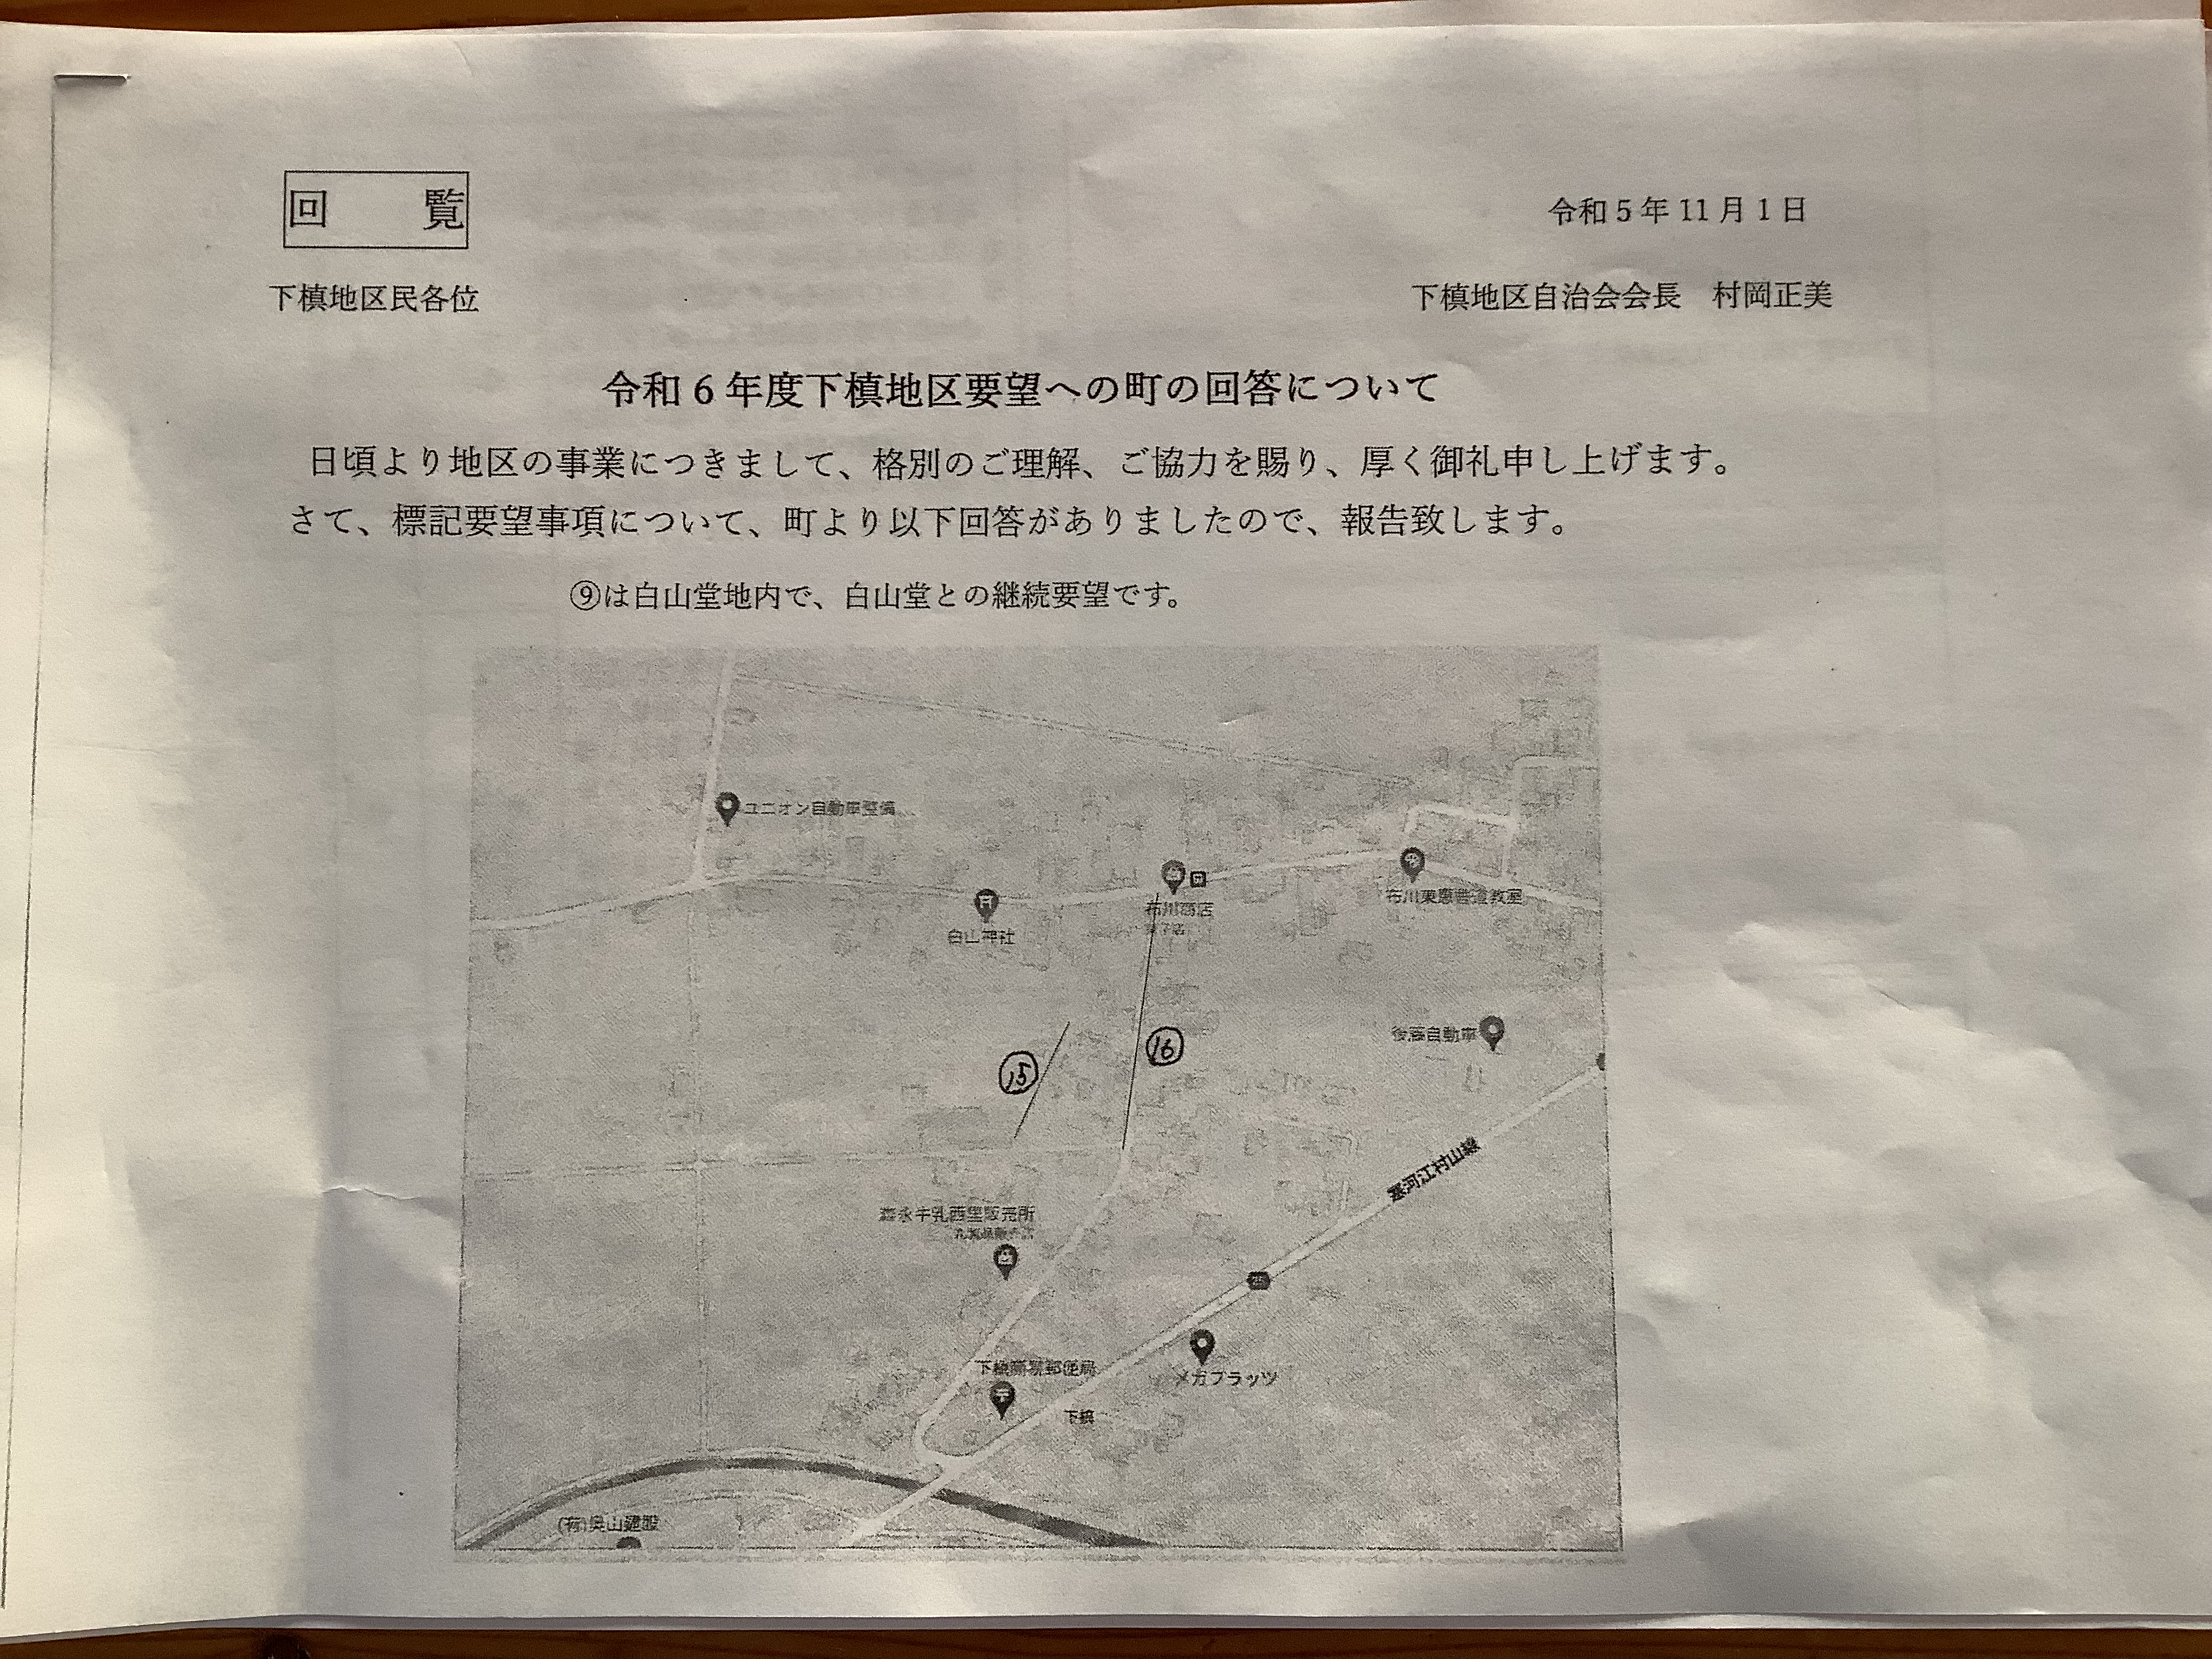 回　覧
令和5年11月1日
下槙地区民各位
下槙地区自治会会長　村岡正美
令和6年度下槙地区要望への町の回答について
日頃より地区の事業につきまして、格別のご理解、ご協力を賜り、厚く御礼申し上げます。
さて、標記要望事項について、町より以下回答がありましたので、報告致します。
⑨は白山堂地内で、白山堂との継続要望です。
ユニオン自動車整備
布川商店
白山神社
後藤自動車
⑮
⑯
寒河江村山線
森永牛乳西里販売所
25
メガプラッツ
下槙簡易郵便局
下槙
(有)奥山建設